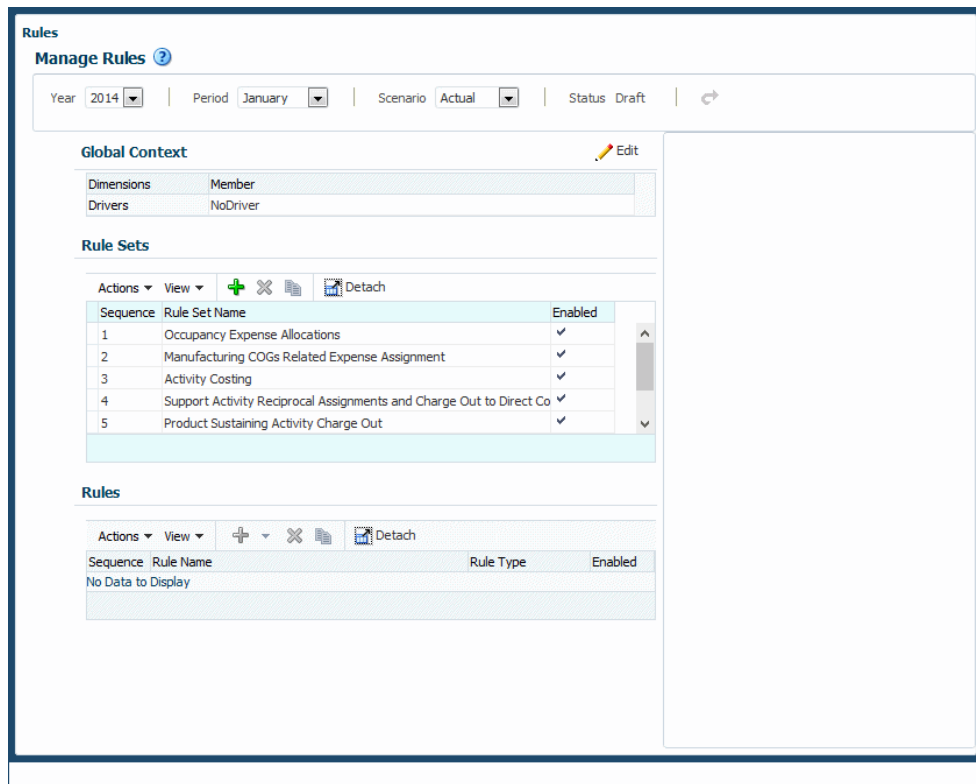 Rules
Manage Rules ?
Year 2014 Period January Scenario Actual Status Draft
Global Context Edit
Dimensions Member
Drivers NoDriver
Rule Sets
Actions View Detach
Sequence Rule Set Name Enabled
1 Occupancy Expense Allocations
2 Manufacturing COGs Related Expense Assignment
3 Activity Costing
4 Support Activity Reciprocal Assignments and Charge Out to Direct Co
5 Product Sustaining Activity Charge Out
Rules
Actions View Detach
Sequence Rule Name Rule Type Enabled
No Data to Display